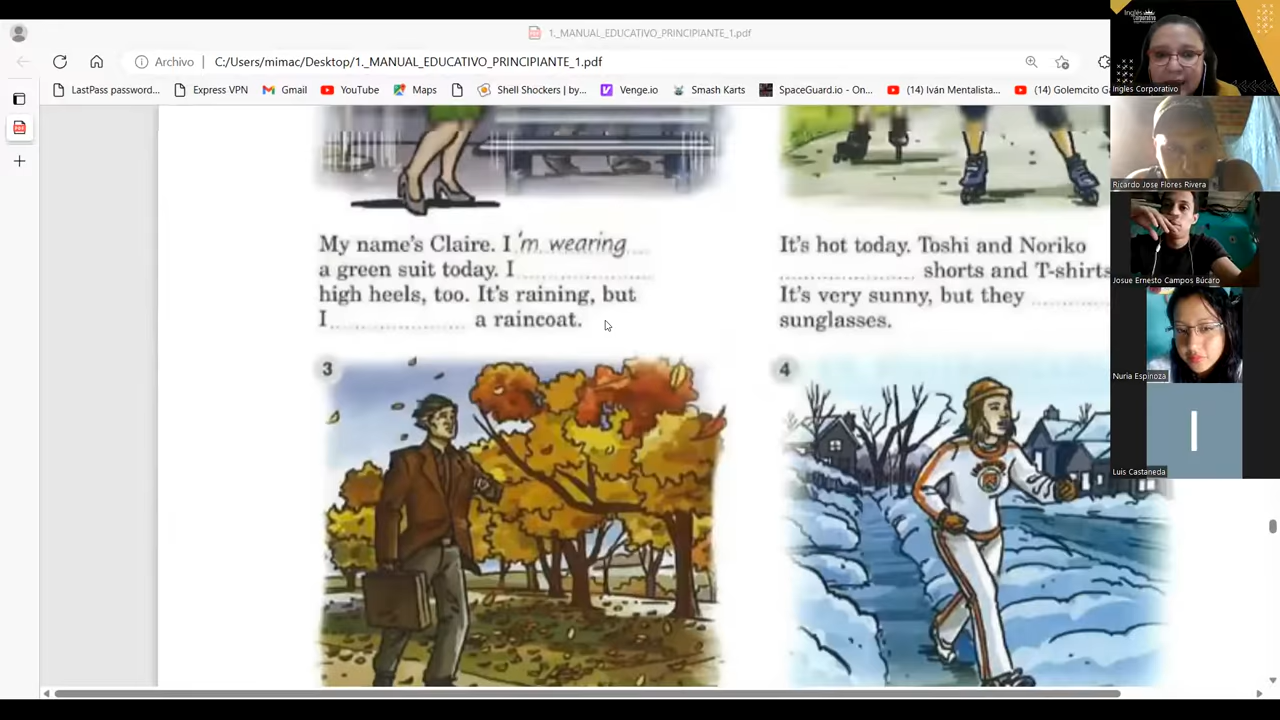 1._MANUAL_EDUCATIVO_PRINCIPIANTE_1.pdf
Archivo
C:/Users/mimac/Desktop/1._MANUAL_EDUCATIVO_PRINCIPIANTE_1.pdf
LastPass password...
Express VPN
Gmail
YouTube
Maps
Shell Shockers | by...
Venge.io
Smash Karts
SpaceGuard.io - On...
(14) Iván Mentalista...
(14) Golemcito G
My name's Claire. I 'm wearing
a green suit today. I
high heels, too. It's raining, but
I a raincoat.
It's hot today. Toshi and Noriko
shorts and T-shirts
It's very sunny, but they
sunglasses.
3
4
Inglés
Corporativo
Ingles Corporativo
Ricardo Jose Flores Rivera
Josue Ernesto Campos Búcaro
Nuria Espinoza
I
Luis Castaneda